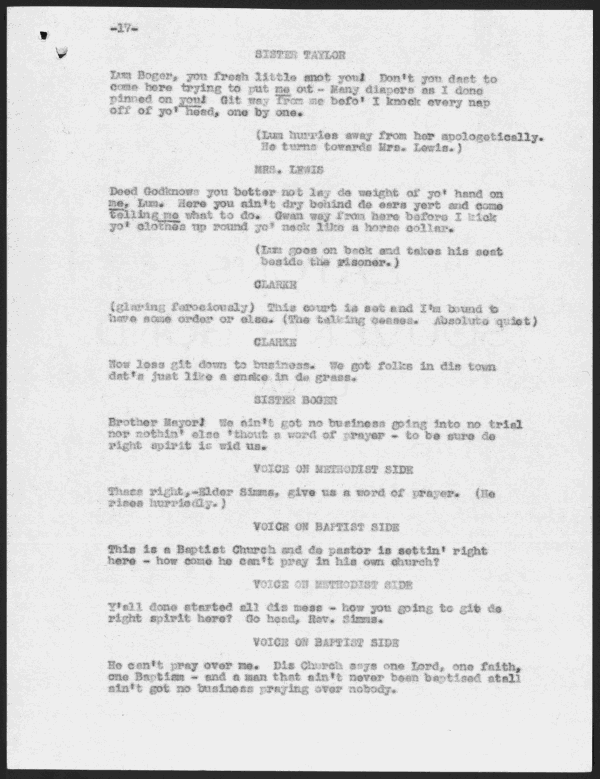 -17-
SISTER TAYLOR
Lum Boger, you fresh little snot you! Don't you dast to
come here trying to put me out - Many diapers as I done
pinned on you! Git way from me befo' I knock every nap
off of yo' head, one by one.
(Lum hurries away from her apologetically.
He turns towards Mrs. Lewis.)
MRS. LEWIS
Deed Godknows you better not lay de weight of yo' hand on
me, Lum. Here you ain't dry behind de ears yert and come
telling me what to do. Gwan way from here before I kick
yo' clothes up round yo' neck like a horse collar.
(Lum goes on back and takes his seat
beside the prisoner.)
CLARKE
(glaring ferociously) This court is set and I'm bound to
have some order or else. (The talking ceases. Absolute quiet)
CLARKE
Now less git down to business. We got folks in dis town
dat's just like a snake in de grass.
SISTER BOGER
Brother Mayor! We ain't got no business going into no trial
nor nothin' else 'thout a word of prayer - to be sure de
right spirit is wid us.
VOICE ON METHODIST SIDE
Thass right,-Elder Simms, give us a word of prayer. (He
rises hurriedly.)
VOICE ON BAPTIST SIDE
This is a Baptist Church and de pastor is settin' right
here - how come he can't pray in his own church?
VOICE ON METHODIST SIDE
Y'all done started all dis mess - how you going to git de
right spirit here? Go head, Rev. Simms.
VOICE ON BAPTIST SIDE
He can't pray over me. Dis Church says one Lord, one faith,
one Baptism - and a man that ain't never been baptised atall
ain't got no business praying over nobody.